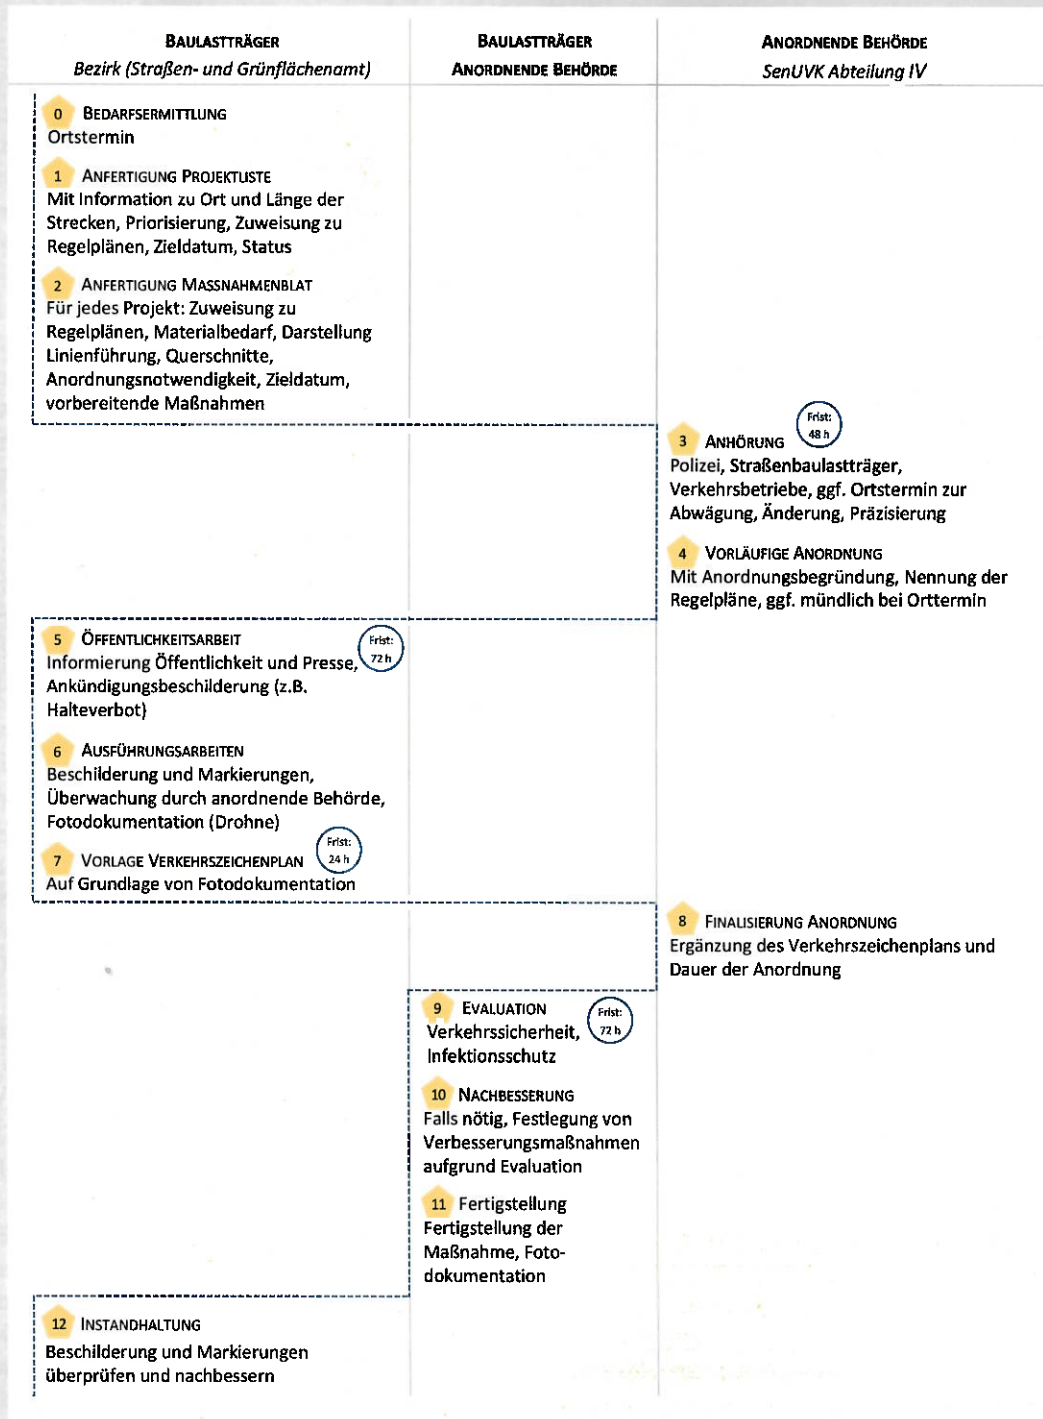 BAULASTTRÄGER
Bezirk (Straßen- und Grünflächenamt)
BAULASTTRÄGER
ANORDNENDE BEHÖRDE
ANORDNENDE BEHÖRDE
SenUVK Abteilung IV
0 BEDARFSERMITTLUNG
Ortstermin
1 ANFERTIGUNG PROJEKTLISTE
Mit Information zu Ort und Länge der
Strecken, Priorisierung, Zuweisung zu
Regelplänen, Zieldatum, Status
2 ANFERTIGUNG MASSNAHMENBLAT
Für jedes Projekt: Zuweisung zu
Regelplänen, Materialbedarf, Darstellung
Linienführung, Querschnitte,
Anordnungsnotwendigkeit, Zieldatum,
vorbereitende Maßnahmen
3 ANHÖRUNG
Frist:
48 h
Polizei, Straßenbaulastträger,
Verkehrsbetriebe, ggf. Ortstermin zur
Abwägung, Änderung, Präzisierung
4 VORLÄUFIGE ANORDNUNG
Mit Anordnungsbegründung, Nennung der
Regelpläne, ggf. mündlich bei Orttermin
5 ÖFFENTLICHKEITSARBEIT
Frist:
72 h
Informierung Öffentlichkeit und Presse,
Ankündigungsbeschilderung (z.B.
Halteverbot)
6 AUSFÜHRUNGSARBEITEN
Beschilderung und Markierungen,
Überwachung durch anordnende Behörde,
Fotodokumentation (Drohne)
7 VORLAGE VERKEHRSZEICHENPLAN
Frist:
24 h
Auf Grundlage von Fotodokumentation
8 FINALISIERUNG ANORDNUNG
Ergänzung des Verkehrszeichenplans und
Dauer der Anordnung
9 EVALUATION
Frist:
72 h
Verkehrssicherheit,
Infektionsschutz
10 NACHBESSERUNG
Falls nötig, Festlegung von
Verbesserungsmaßnahmen
aufgrund Evaluation
11 Fertigstellung
Fertigstellung der
Maßnahme, Foto-
dokumentation
12 INSTANDHALTUNG
Beschilderung und Markierungen
überprüfen und nachbessern